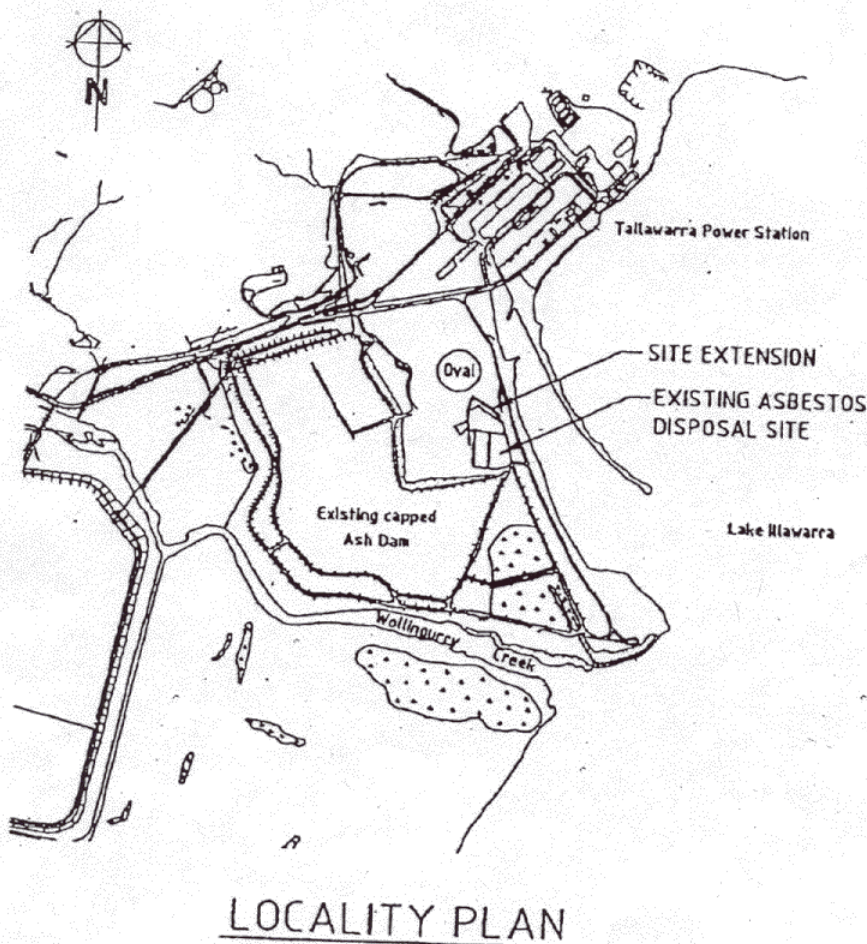 N
Tallawarra Power Station
SITE EXTENSION
Oval
EXISTING ASBESTOS
DISPOSAL SITE
Existing capped
Ash Dam
Lake Illawarra
Wollingurry
Creek
LOCALITY PLAN